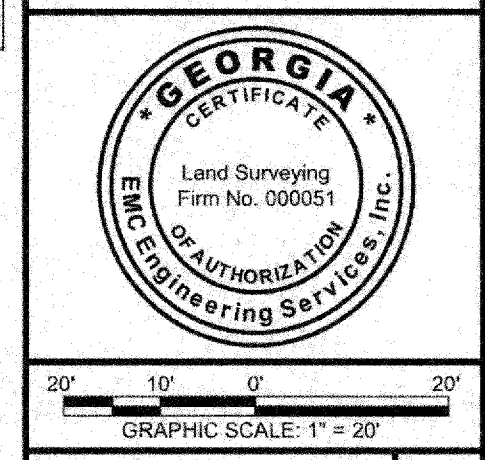 * GEORGIA *
CERTIFICATE
Land Surveying
Firm No. 000051
OF AUTHORIZATION
EMC Engineering Services, Inc.
20' 10' 0' 20'
GRAPHIC SCALE: 1" = 20'